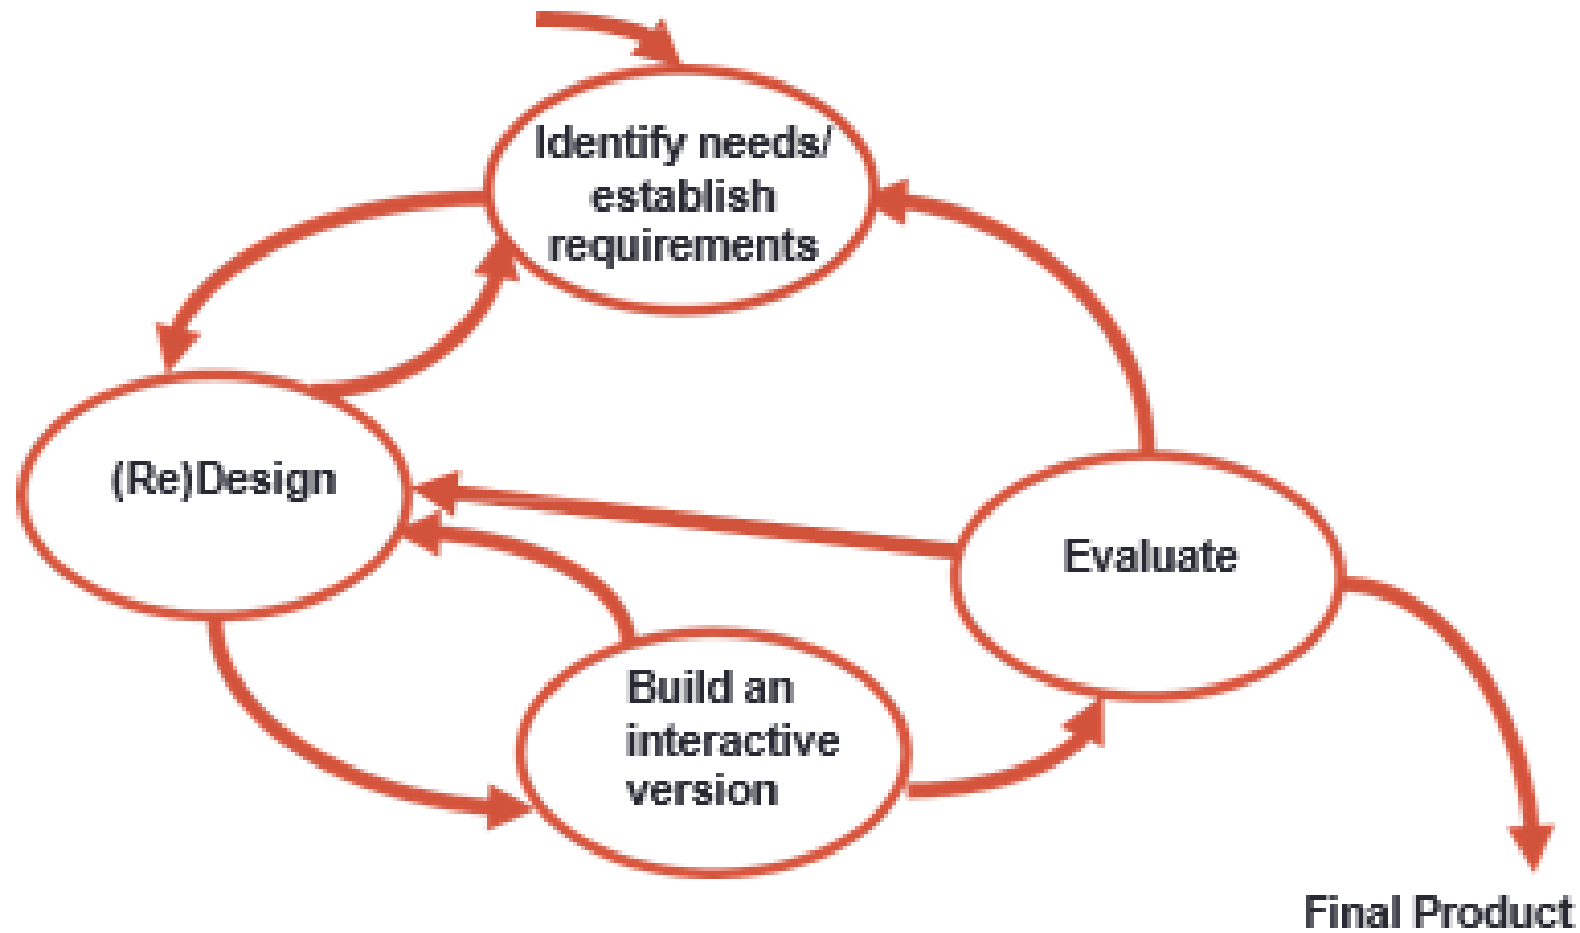 Identify needs/
establish
requirements
(Re)Design
Evaluate
Build an
interactive
version
Final Product